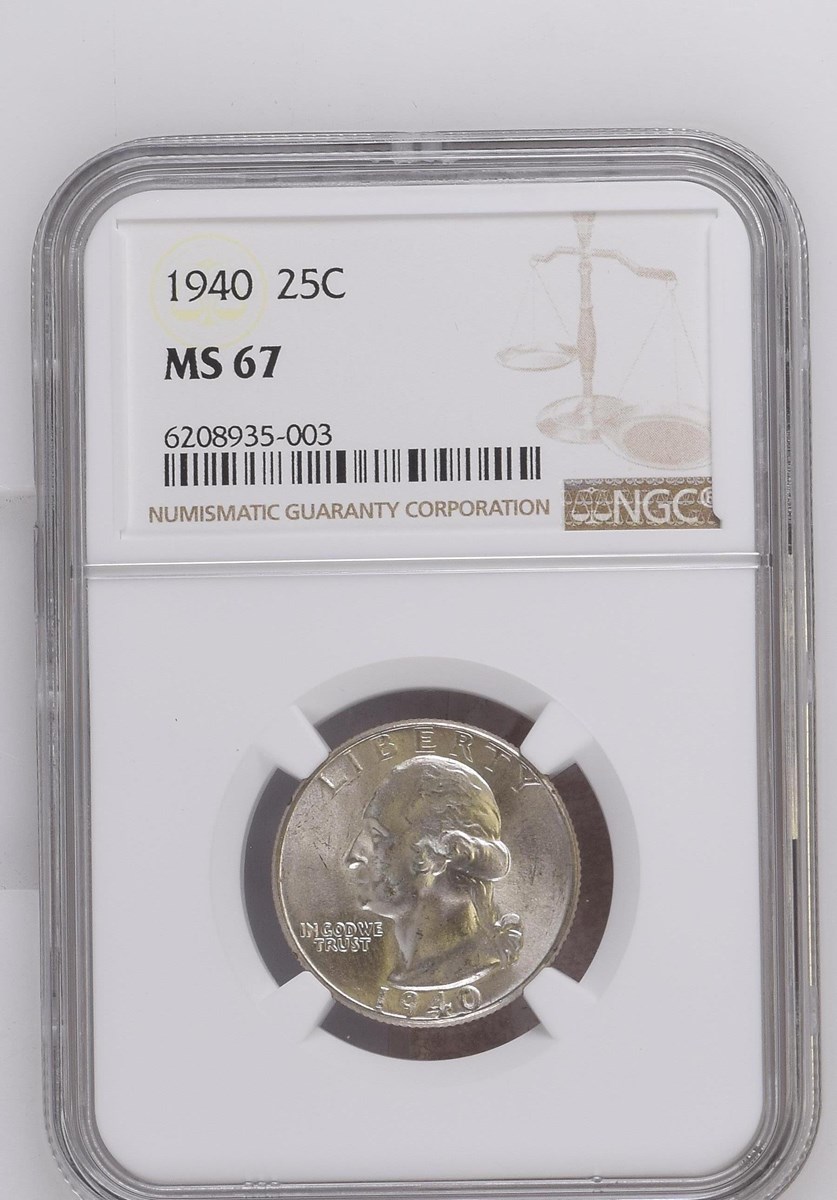 1940 25C
MS 67
6208935-003
NUMISMATIC GUARANTY CORPORATION
NGC®
LIBERTY
IN GOD WE
TRUST
1940